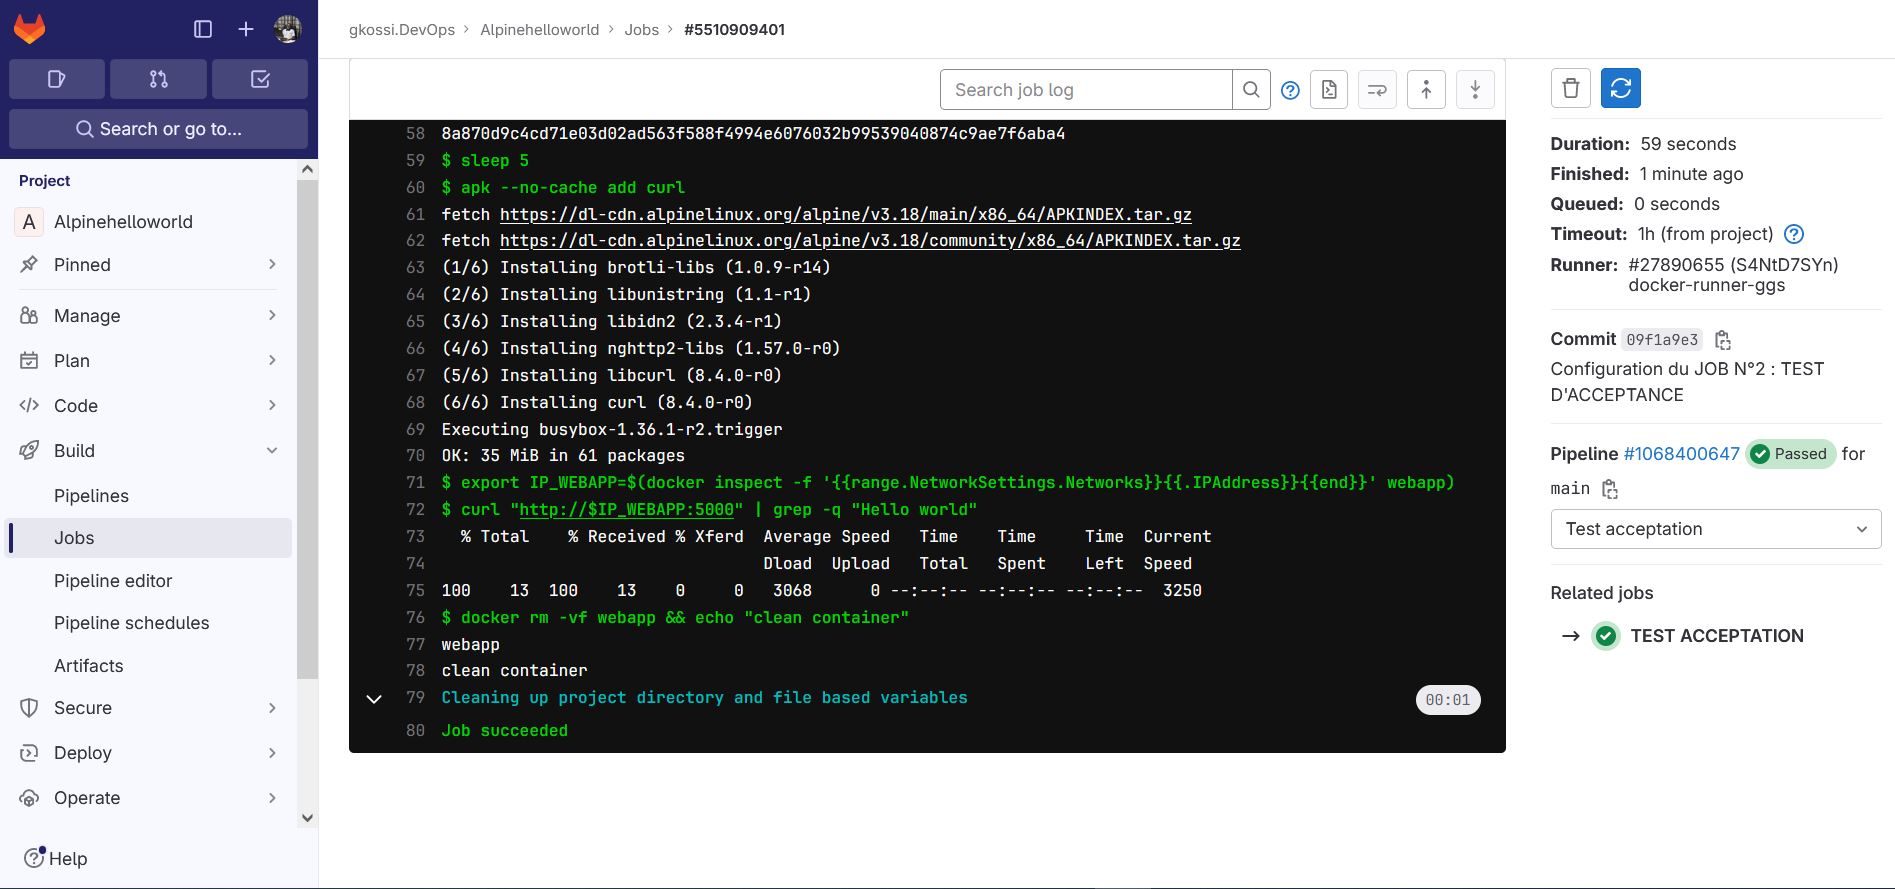 gkossi.DevOps > Alpinehelloworld > Jobs > #5510909401
Search or go to...
Project
A Alpinehelloworld
Pinned
Manage
Plan
Code
Build
Pipelines
Jobs
Pipeline editor
Pipeline schedules
Artifacts
Secure
Deploy
Operate
Help
Search job log
58 8a870d9c4cd71e03d02ad563f588f4994e6076032b99539040874c9ae7f6aba4
59 $ sleep 5
60 $ apk --no-cache add curl
61 fetch https://dl-cdn.alpinelinux.org/alpine/v3.18/main/x86_64/APKINDEX.tar.gz
62 fetch https://dl-cdn.alpinelinux.org/alpine/v3.18/community/x86_64/APKINDEX.tar.gz
63 (1/6) Installing brotli-libs (1.0.9-r14)
64 (2/6) Installing libunistring (1.1-r1)
65 (3/6) Installing libidn2 (2.3.4-r1)
66 (4/6) Installing nghttp2-libs (1.57.0-r0)
67 (5/6) Installing libcurl (8.4.0-r0)
68 (6/6) Installing curl (8.4.0-r0)
69 Executing busybox-1.36.1-r2.trigger
70 OK: 35 MiB in 61 packages
71 $ export IP_WEBAPP=$(docker inspect -f '{{range.NetworkSettings.Networks}}{{.IPAddress}}{{end}}' webapp)
72 $ curl "http://$IP_WEBAPP:5000" | grep -q "Hello world"
73 % Total % Received % Xferd Average Speed Time Time Time Current
74 Dload Upload Total Spent Left Speed
75 100 13 100 13 0 0 3068 0 --:--:-- --:--:-- --:--:-- 3250
76 $ docker rm -vf webapp && echo "clean container"
77 webapp
78 clean container
79 Cleaning up project directory and file based variables 00:01
80 Job succeeded
Duration: 59 seconds
Finished: 1 minute ago
Queued: 0 seconds
Timeout: 1h (from project)
Runner: #27890655 (S4NtD7SYn)
docker-runner-ggs
Commit 09f1a9e3
Configuration du JOB N°2 : TEST
D'ACCEPTANCE
Pipeline #1068400647 Passed for
main
Test acceptation
Related jobs
→ TEST ACCEPTATION